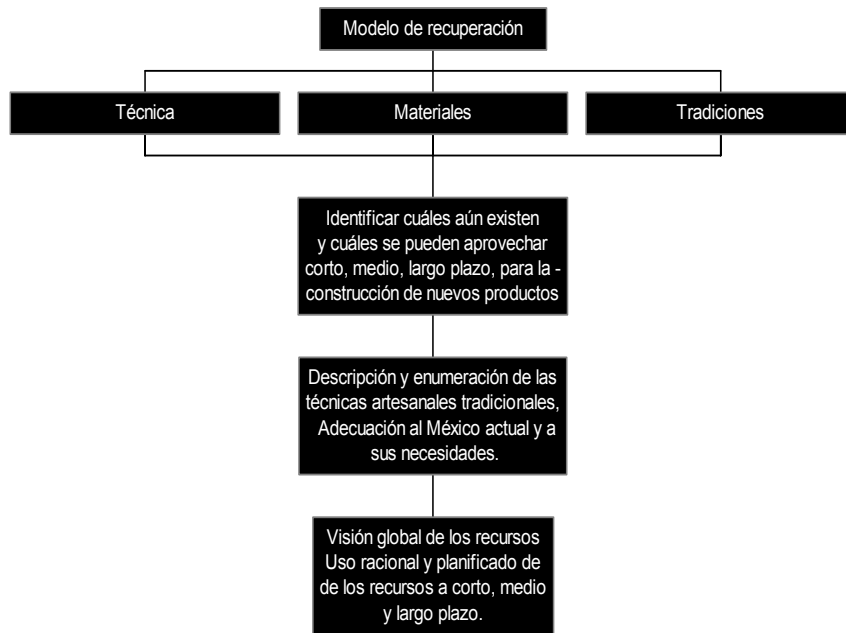 Modelo de recuperación
Técnica
Materiales
Tradiciones
Identificar cuáles aún existen
y cuáles se pueden aprovechar
corto, medio, largo plazo, para la -
construcción de nuevos productos
Descripción y enumeración de las
técnicas artesanales tradicionales,
Adecuación al México actual y a
sus necesidades.
Visión global de los recursos
Uso racional y planificado de
de los recursos a corto, medio
y largo plazo.